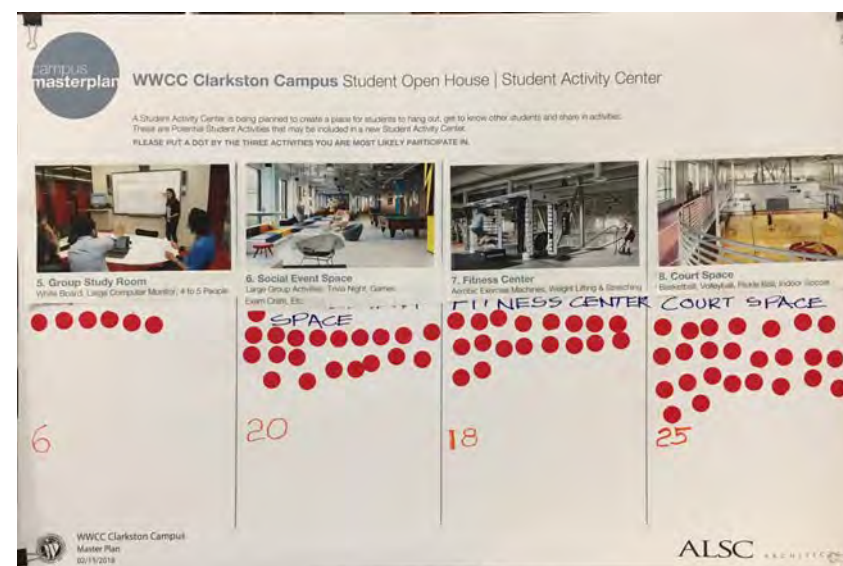 campus
masterplan
WWCC Clarkston Campus Student Open House | Student Activity Center
A Student Activity Center is being planned to create a place for students to hang out, get to know other students and share in activities.
These are Potential Student Activities that may be included in a new Student Activity Center.
PLEASE PUT A DOT BY THE THREE ACTIVITIES YOU ARE MOST LIKELY PARTICIPATE IN.
5. Group Study Room
White Board, Large Computer Monitor, 4 to 5 People
6. Social Event Space
Large Group Activities, Trivia Night, Games
Exam Cram, Etc.
7. Fitness Center
Aerobic Exercise Machines, Weight Lifting & Stretching
8. Court Space
Basketball, Volleyball, Pickle Ball, Indoor Soccer
SPACE
FITNESS CENTER
COURT SPACE
6
20
18
25
WWCC Clarkston Campus
Master Plan
02/15/2018
ALSC ARCHITECTS